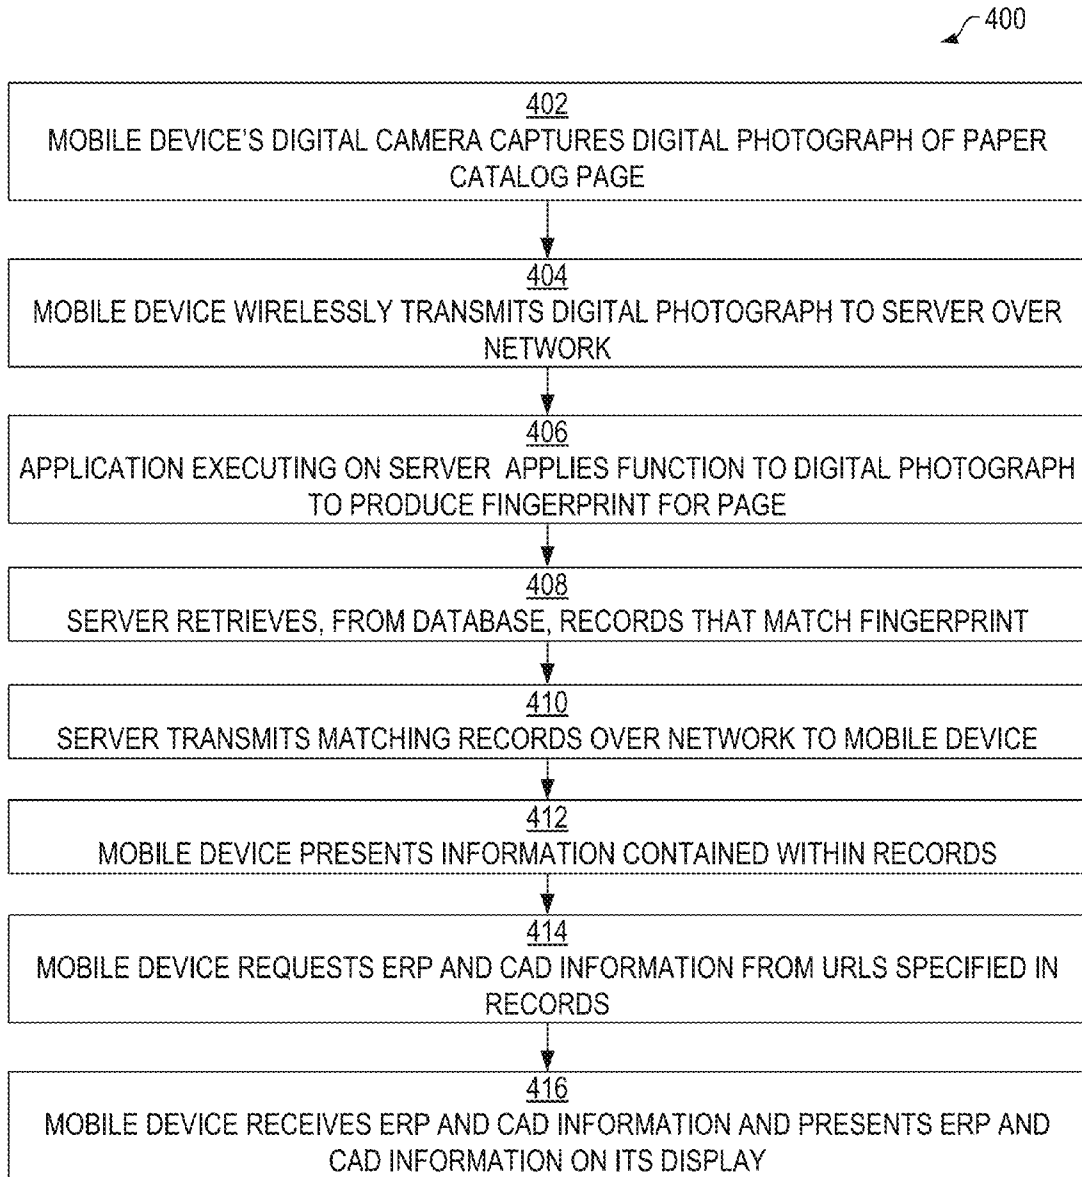 400
402
MOBILE DEVICE'S DIGITAL CAMERA CAPTURES DIGITAL PHOTOGRAPH OF PAPER
CATALOG PAGE
404
MOBILE DEVICE WIRELESSLY TRANSMITS DIGITAL PHOTOGRAPH TO SERVER OVER
NETWORK
406
APPLICATION EXECUTING ON SERVER APPLIES FUNCTION TO DIGITAL PHOTOGRAPH
TO PRODUCE FINGERPRINT FOR PAGE
408
SERVER RETRIEVES, FROM DATABASE, RECORDS THAT MATCH FINGERPRINT
410
SERVER TRANSMITS MATCHING RECORDS OVER NETWORK TO MOBILE DEVICE
412
MOBILE DEVICE PRESENTS INFORMATION CONTAINED WITHIN RECORDS
414
MOBILE DEVICE REQUESTS ERP AND CAD INFORMATION FROM URLS SPECIFIED IN
RECORDS
416
MOBILE DEVICE RECEIVES ERP AND CAD INFORMATION AND PRESENTS ERP AND
CAD INFORMATION ON ITS DISPLAY